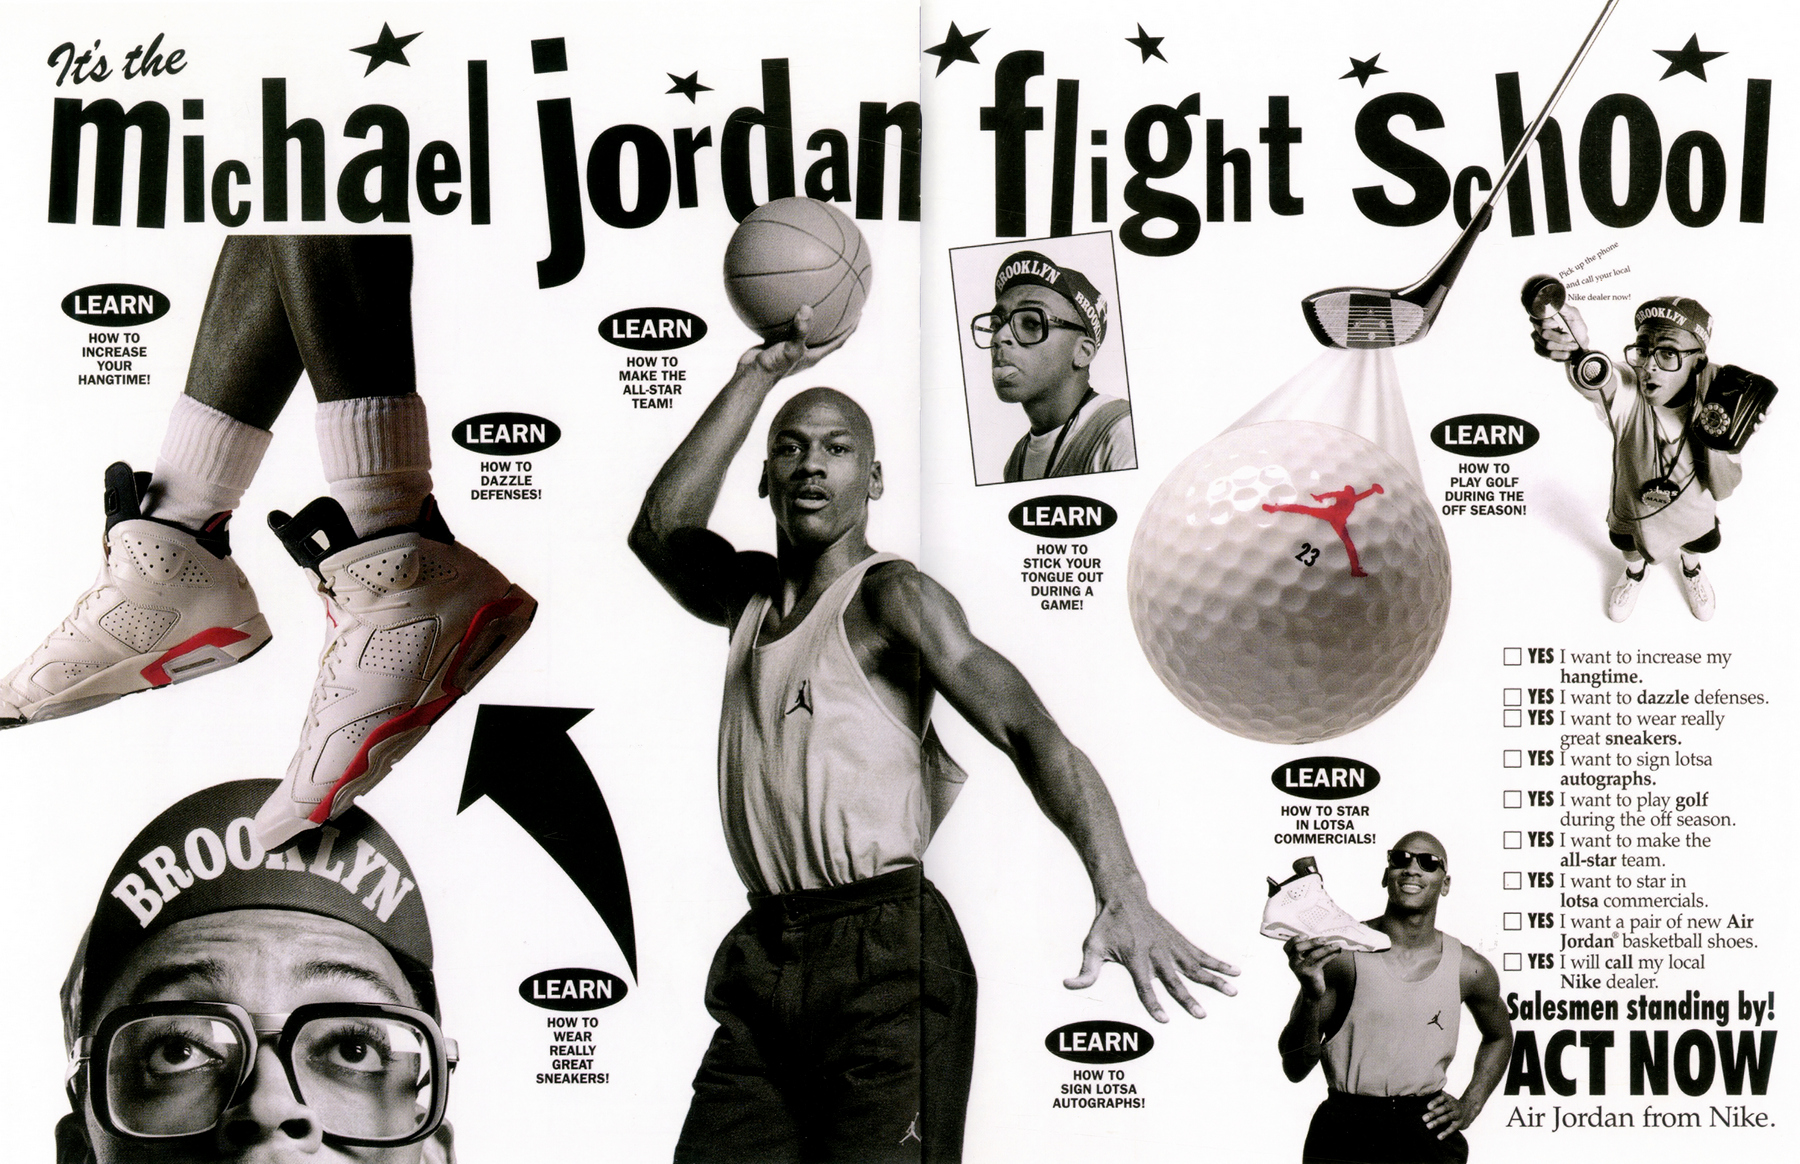 It's the
michael jordan flight School
LEARN
HOW TO
INCREASE
YOUR
HANGTIME!
LEARN
HOW TO
DAZZLE
DEFENSES!
LEARN
HOW TO
MAKE THE
ALL-STAR
TEAM!
BROOKLYN
BROOKLYN
LEARN
HOW TO
STICK YOUR
TONGUE OUT
DURING A
GAME!
23
LEARN
HOW TO
PLAY GOLF
DURING THE
OFF SEASON!
Pick up the phone
and call your local
Nike dealer now!
BROOKLYN
BROOKLYN
LEARN
HOW TO
WEAR
REALLY
GREAT
SNEAKERS!
LEARN
HOW TO
SIGN LOTSA
AUTOGRAPHS!
LEARN
HOW TO STAR
IN LOTSA
COMMERCIALS!
YES I want to increase my
hangtime.
YES I want to dazzle defenses.
YES I want to wear really
great sneakers.
YES I want to sign lotsa
autographs.
YES I want to play golf
during the off season.
YES I want to make the
all-star team.
YES I want to star in
lotsa commercials.
YES I want a pair of new Air
Jordan® basketball shoes.
YES I will call my local
Nike dealer.
Salesmen standing by!
ACT NOW
Air Jordan from Nike.